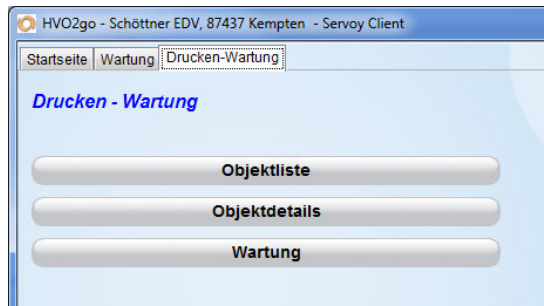 HVO2go - Schöttner EDV, 87437 Kempten - Servoy Client
Startseite Wartung Drucken-Wartung
Drucken - Wartung
Objektliste
Objektdetails
Wartung